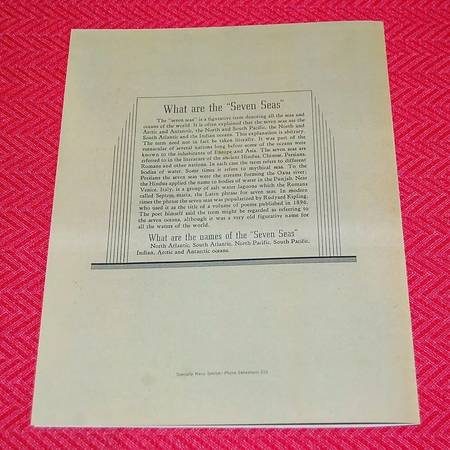 What are the "Seven Seas"
The "seven seas" is a figurative term denoting all the seas and
oceans of the world. It is often explained that the seven seas are the
Arctic and Antarctic, the North and South Pacific, the North and
South Atlantic and the Indian oceans. This explanation is abitrary.
The term need not in fact be taken literally. It was part of the
vernacular of several nations long before some of the oceans were
known to the inhabitants of Europe and Asia. The seven seas are
referred to in the literature of the ancient Hindus, Chinese, Persians,
Romans and other nations. In each case the term refers to different
bodies of water. Some times it refers to mythical seas. To the
Persians the seven seas were the streams forming the Oxus river;
the Hindus applied the name to bodies of water in the Punjab. Near
Venice, Italy, is a group of salt water lagoons which the Romans
called Septem maria, the Latin phrase for seven seas. In modern
times the phrase the seven seas was popularized by Rudyard Kipling,
who used it as the title of a volume of poems published in 1896.
The poet himself said the term might be regarded as referring to
the seven oceans, although it was a very old figurative name for
all the waters of the world.
What are the names of the "Seven Seas"
North Atlantic, South Atlantic, North Pacific, South Pacific,
Indian, Arctic and Antarctic oceans.
Specialty Menu Service - Phone